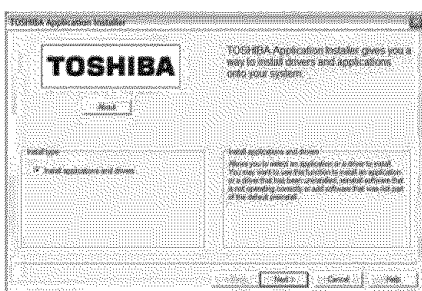 TOSHIBA Application Installer
TOSHIBA
About
TOSHIBA Application Installer gives you a
way to install drivers and applications
onto your system.
Install type
Install applications and drivers
Install applications and drivers
Allows you to select an application or a driver to install.
You may want to use this function to install an application
or a driver that has been uninstalled, reinstall software that
is not operating correctly or add software that was not part
of the default preinstall.
Next
Cancel
Help